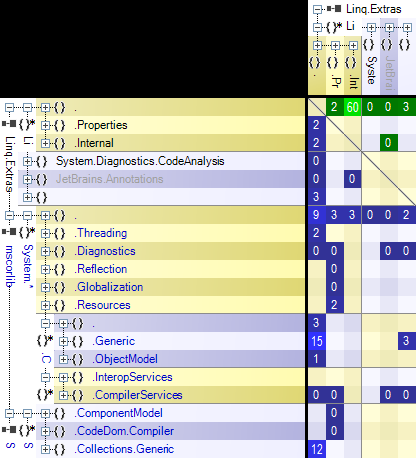 Linq.Extras
{}* Li
{} .
{} .Pr
{} .Int
{} Syste
{} .JetBrain
{}
Linq.Extras
{}* Li
{} . 2 60 0 0 3
{} .Properties 2
{} .Internal 2 0
{} System.Diagnostics.CodeAnalysis 0
{} JetBrains.Annotations 0 0
{} 3
mscorlib
{}* System.*
{} . 9 3 3 0 0 2
{} .Threading 2
{} .Diagnostics 0 0 0 0
{} .Reflection 0
{} .Globalization 0
{} .Resources 2
{}* .C
{} . 3
{} .Generic 15 3
{} .ObjectModel 1
{} .InteropServices
{}* {} .CompilerServices 0 0 0 0
S
{}* S
{} .ComponentModel 0
{} .CodeDom.Compiler 0
{} .Collections.Generic 12